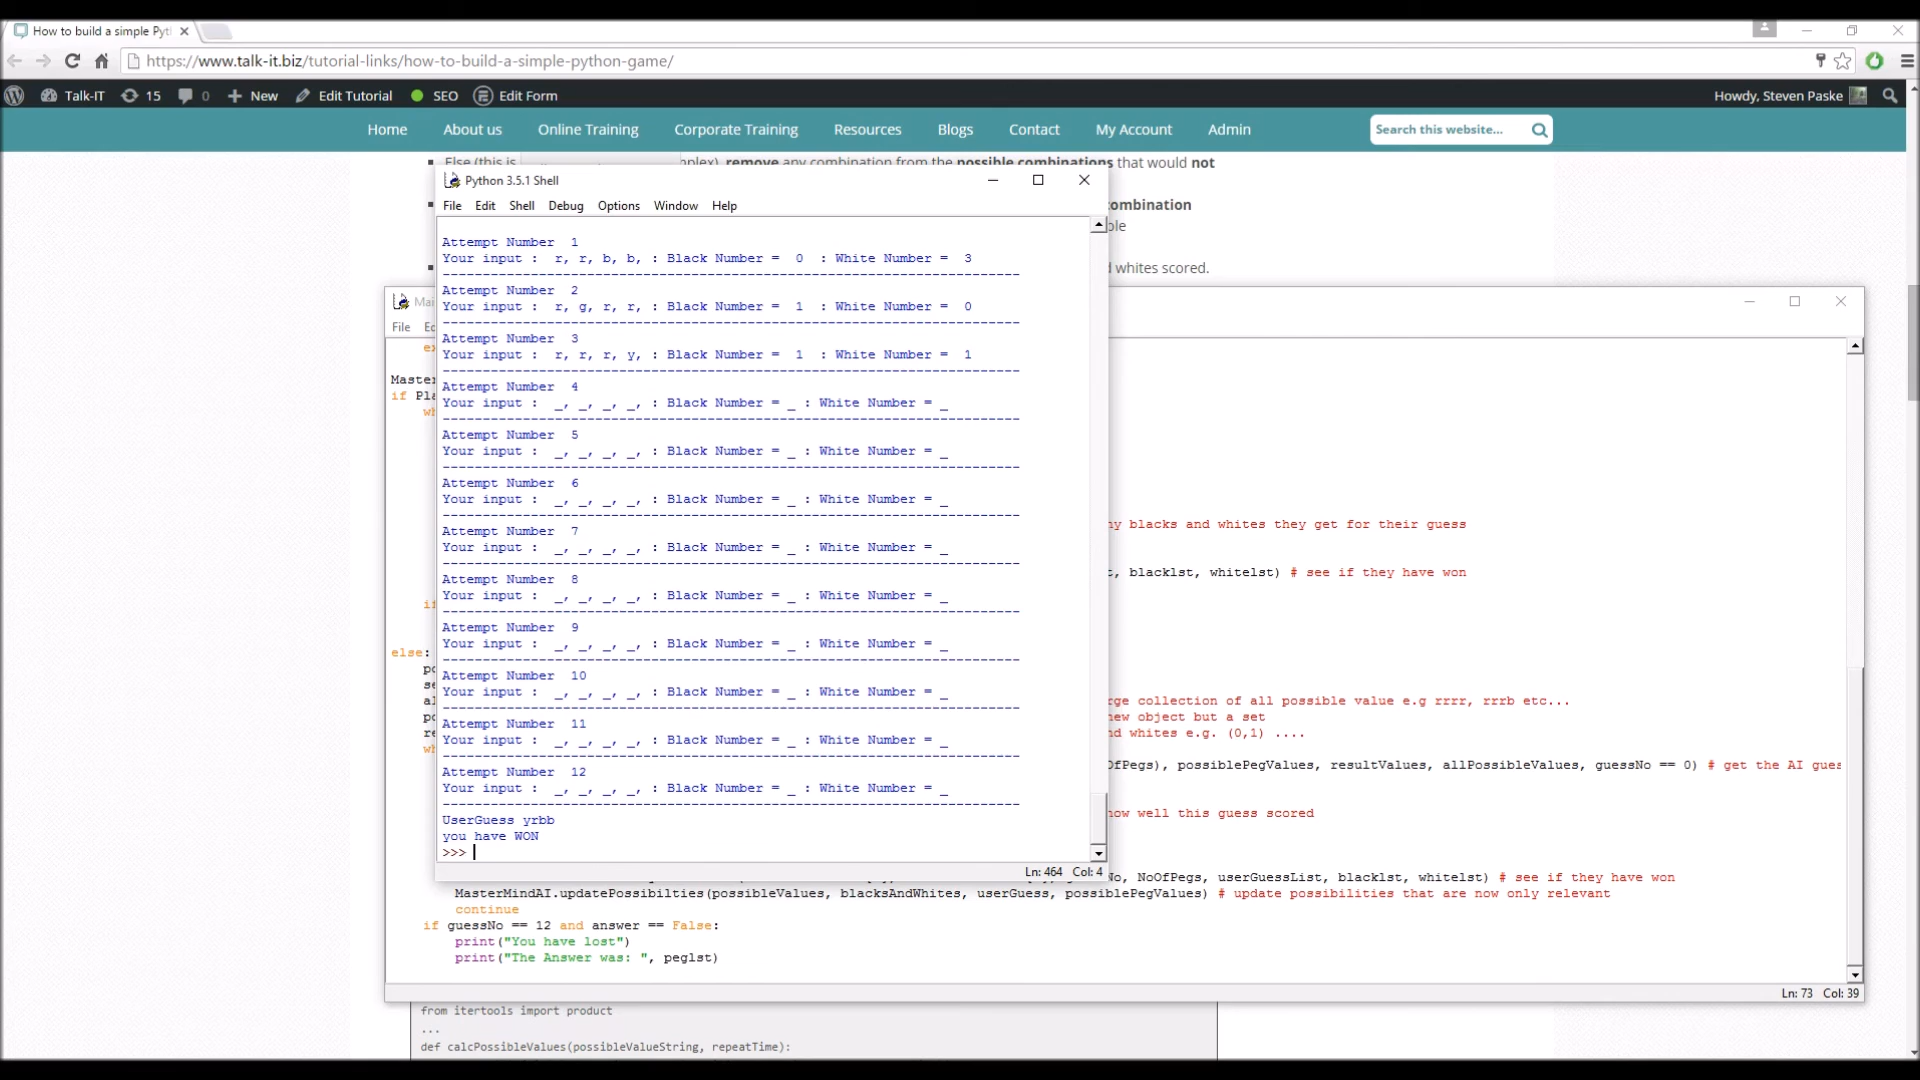 How to build a simple Pyt
https://www.talk-it.biz/tutorial-links/how-to-build-a-simple-python-game/
Talk-IT 15 0 New Edit Tutorial SEO Edit Form Howdy, Steven Paske
Home About us Online Training Corporate Training Resources Blogs Contact My Account Admin Search this website...
Else (this is
remove any combination from the possible combinations that would not
Python 3.5.1 Shell
File Edit Shell Debug Options Window Help
combination
whites scored.
Attempt Number 1
Your input : r, r, b, b, : Black Number = 0 : White Number = 3
--------------------------------------------------------------
Attempt Number 2
Your input : r, g, r, r, : Black Number = 1 : White Number = 0
--------------------------------------------------------------
Attempt Number 3
Your input : r, r, r, y, : Black Number = 1 : White Number = 1
--------------------------------------------------------------
Attempt Number 4
Your input : _, _, _, _, : Black Number = _ : White Number = _
--------------------------------------------------------------
Attempt Number 5
Your input : _, _, _, _, : Black Number = _ : White Number = _
--------------------------------------------------------------
Attempt Number 6
Your input : _, _, _, _, : Black Number = _ : White Number = _
--------------------------------------------------------------
Attempt Number 7
Your input : _, _, _, _, : Black Number = _ : White Number = _
--------------------------------------------------------------
Attempt Number 8
Your input : _, _, _, _, : Black Number = _ : White Number = _
--------------------------------------------------------------
Attempt Number 9
Your input : _, _, _, _, : Black Number = _ : White Number = _
--------------------------------------------------------------
Attempt Number 10
Your input : _, _, _, _, : Black Number = _ : White Number = _
--------------------------------------------------------------
Attempt Number 11
Your input : _, _, _, _, : Black Number = _ : White Number = _
--------------------------------------------------------------
Attempt Number 12
Your input : _, _, _, _, : Black Number = _ : White Number = _
--------------------------------------------------------------
UserGuess yrbb
you have WON
>>>
Ln: 464 Col: 4
File
Master
if Pla
blacks and whites they get for their guess
, blacklst, whitelst) # see if they have won
else:
collection of all possible value e.g rrrr, rrrb etc...
new object but a set
and whites e.g. (0,1) ....
OfPegs), possiblePegValues, resultValues, allPossibleValues, guessNo == 0) # get the AI gues
how well this guess scored
, NoOfPegs, userGuessList, blacklst, whitelst) # see if they have won
MasterMindAI.updatePossibilties(possibleValues, blacksAndWhites, userGuess, possiblePegValues) # update possibilities that are now only relevant
continue
if guessNo == 12 and answer == False:
print("You have lost")
print("The Answer was: ", peglst)
Ln: 73 Col: 39
from itertools import product
...
def calcPossibleValues(possibleValueString, repeatTime):